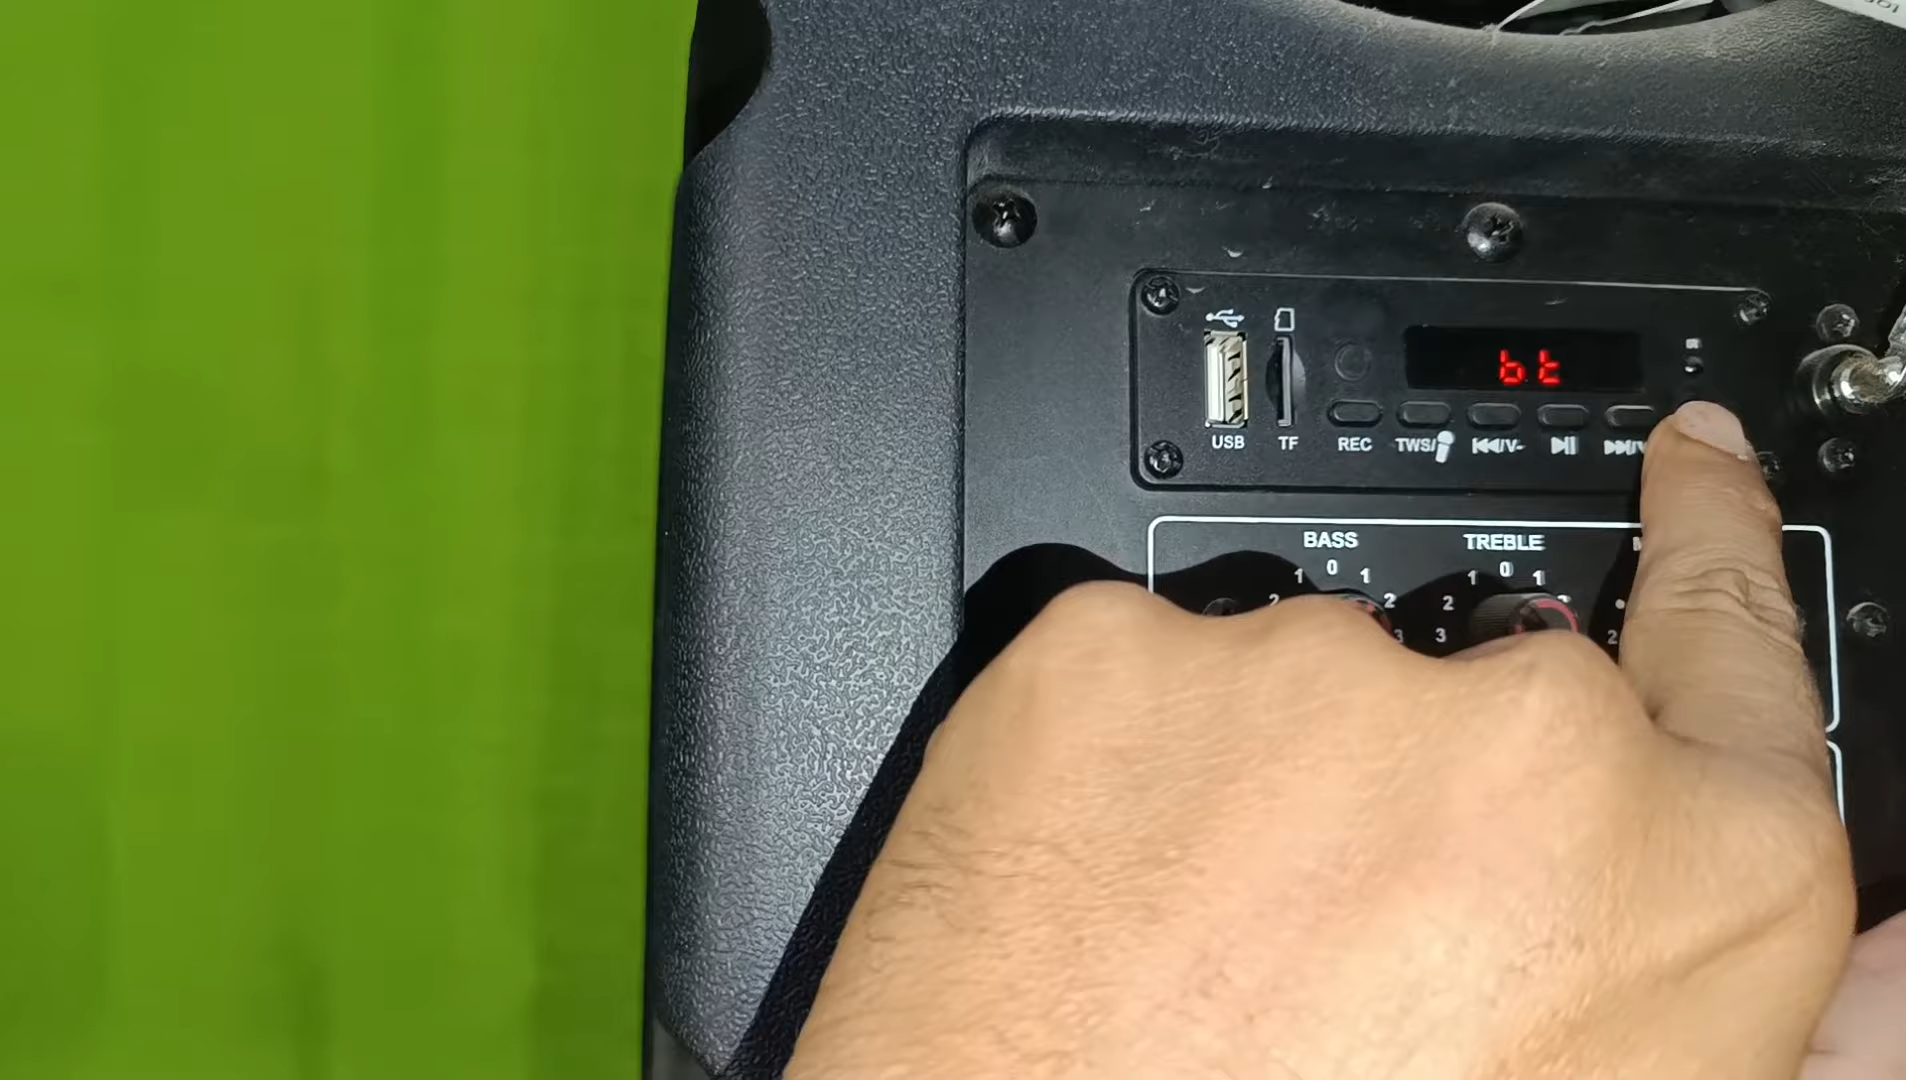 bt
USB TF REC TWS/ V- V
BASS TREBLE M
1 0 1 1 0 1
2 2 2 2
3 3 3